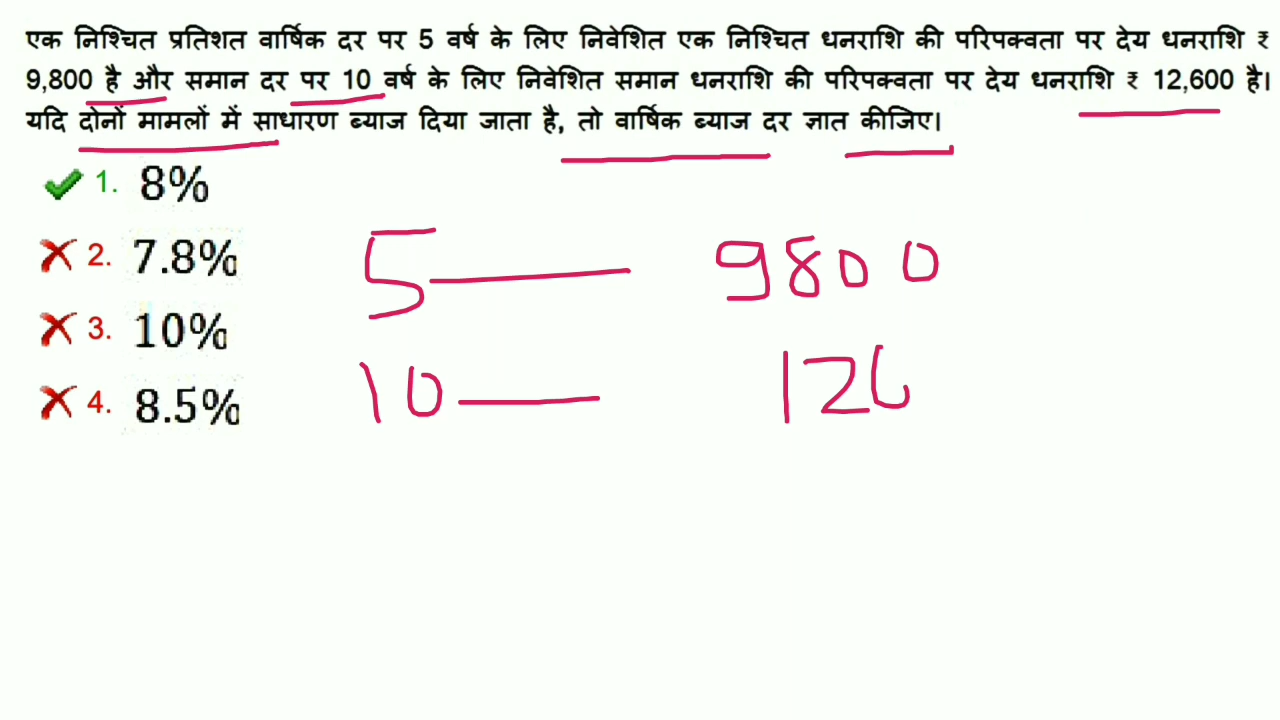 एक निश्चित प्रतिशत वार्षिक दर पर 5 वर्ष के लिए निवेशित एक निश्चित धनराशि की परिपक्वता पर देय धनराशि ₹
9,800 है और समान दर पर 10 वर्ष के लिए निवेशित समान धनराशि की परिपक्वता पर देय धनराशि ₹ 12,600 है।
यदि दोनों मामलों में साधारण ब्याज दिया जाता है, तो वार्षिक ब्याज दर ज्ञात कीजिए।
1. 8%
2. 7.8%
3. 10%
4. 8.5%
5 9800
10 126